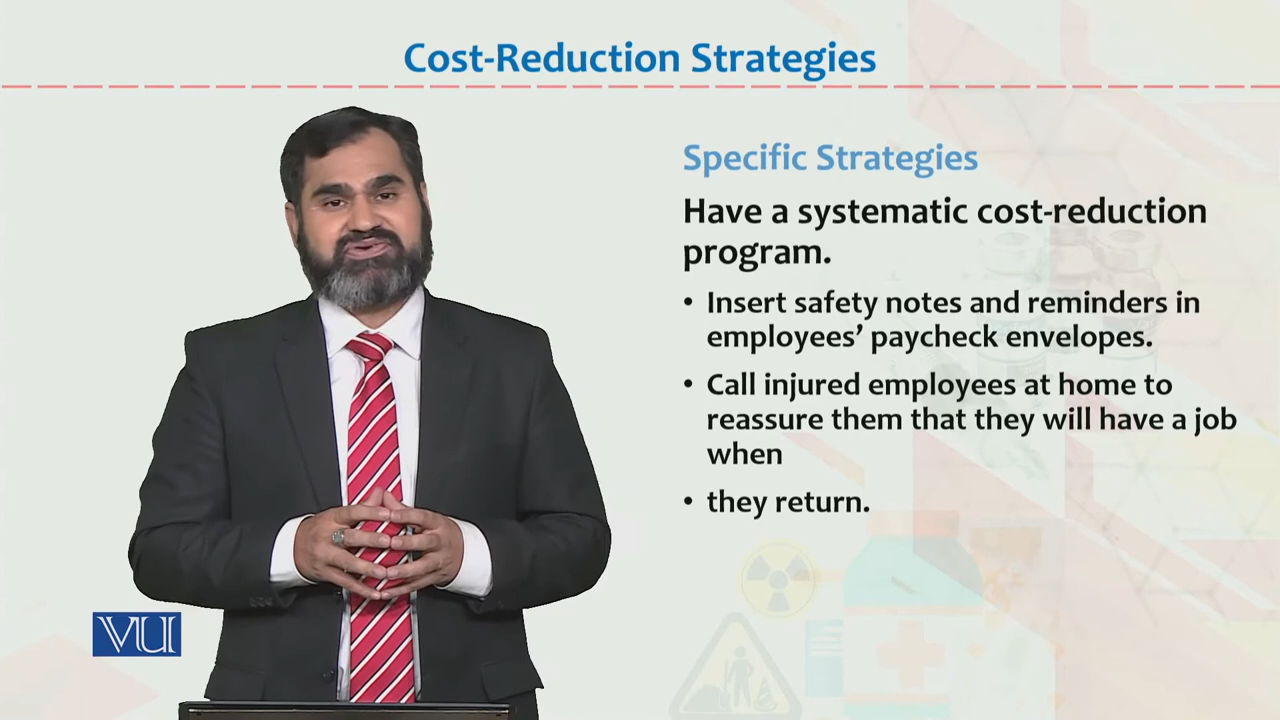 Cost-Reduction Strategies
Specific Strategies
Have a systematic cost-reduction
program.
• Insert safety notes and reminders in
employees’ paycheck envelopes.
• Call injured employees at home to
reassure them that they will have a job
when
• they return.
VU